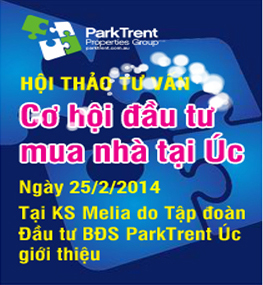 ParkTrent
Properties Group
parktrent.com.au
HỘI THẢO TƯ VẤN
Cơ hội đầu tư
mua nhà tại Úc
Ngày 25/2/2014
Tại KS Melia do Tập đoàn
Đầu tư BĐS ParkTrent Úc
giới thiệu